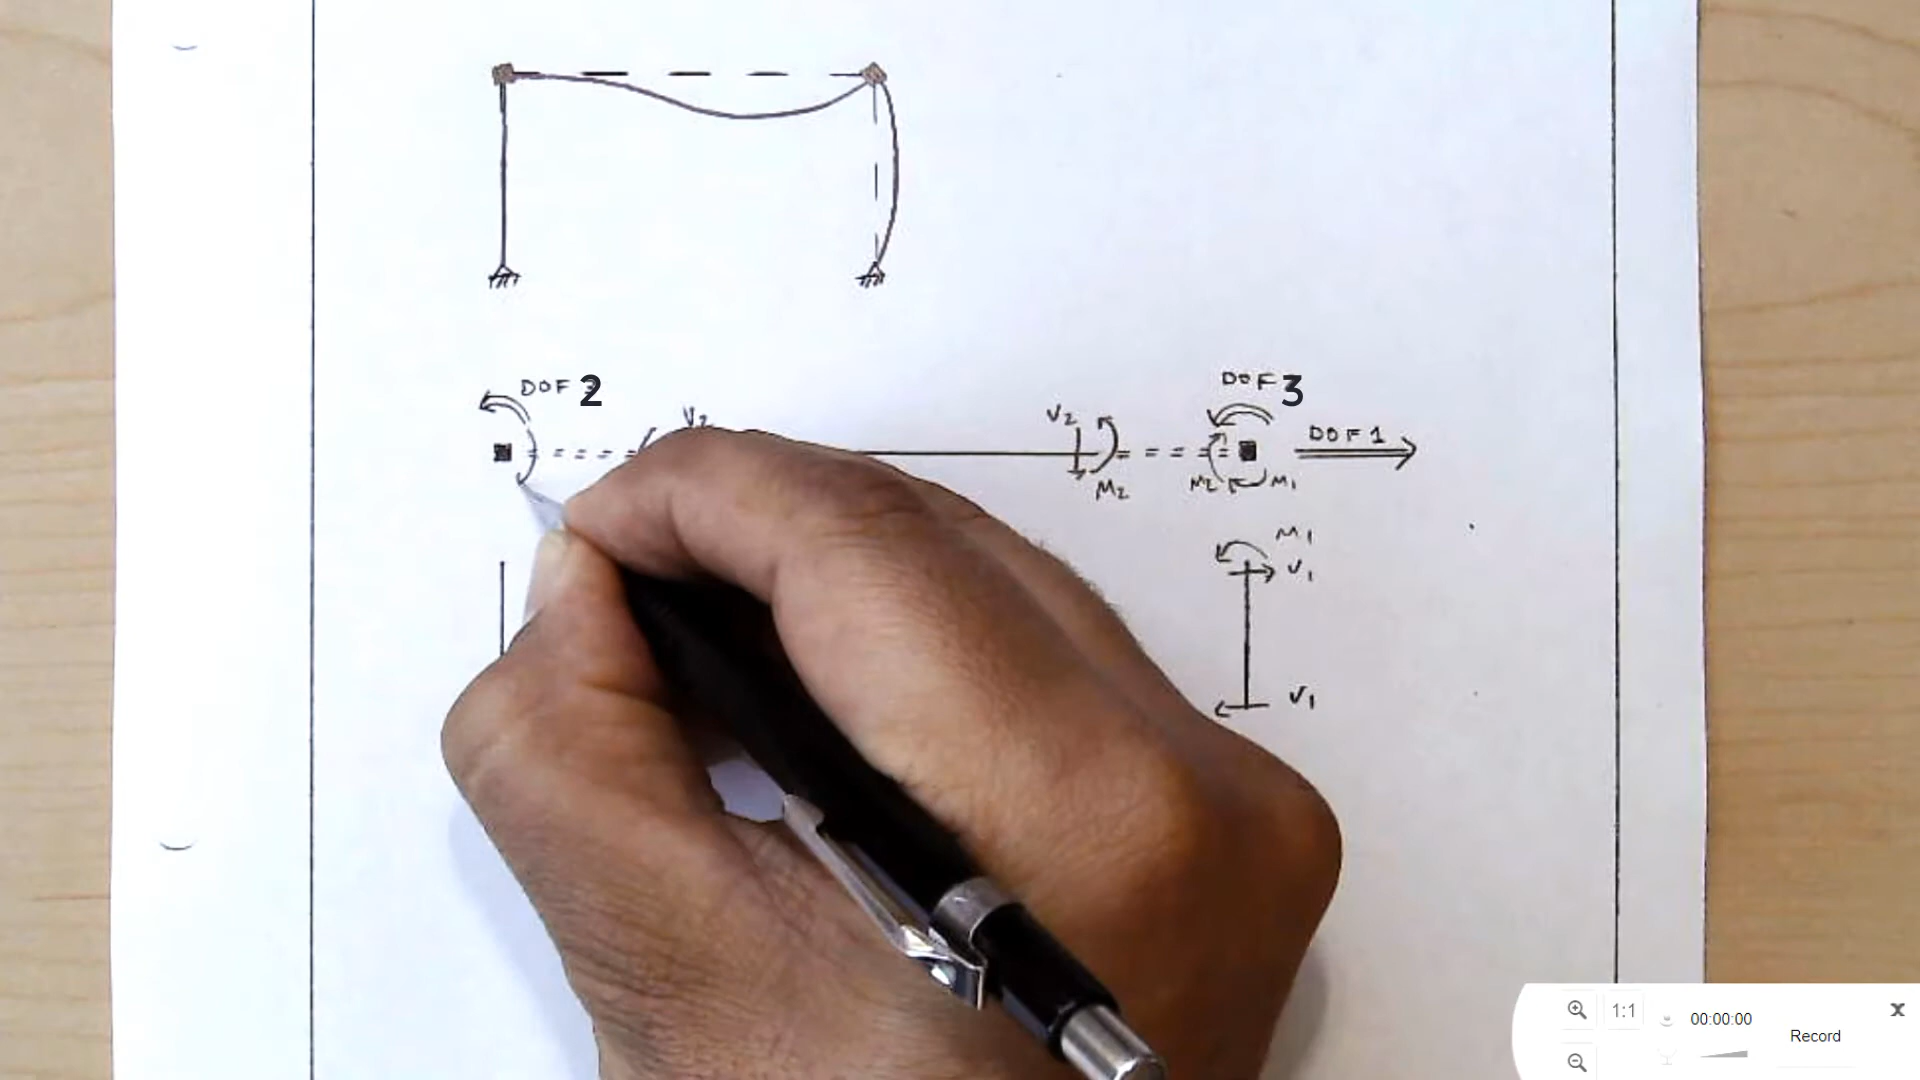 DOF 2
DOF 3
V2
V2
DOF 1
M2
M2
M1
M1
V1
V1
1:1
00:00:00
Record
x